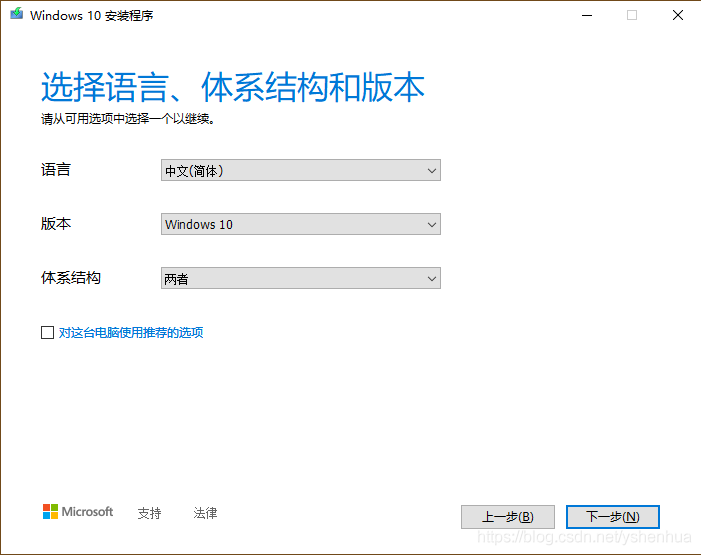 Windows 10 安装程序
选择语言、体系结构和版本
请从可用选项中选择一个以继续。
语言 中文(简体)
版本 Windows 10
体系结构 两者
对这台电脑使用推荐的选项
Microsoft 支持 法律 上一步(B) 下一步(N)
https://blog.csdn.net/yshenhua